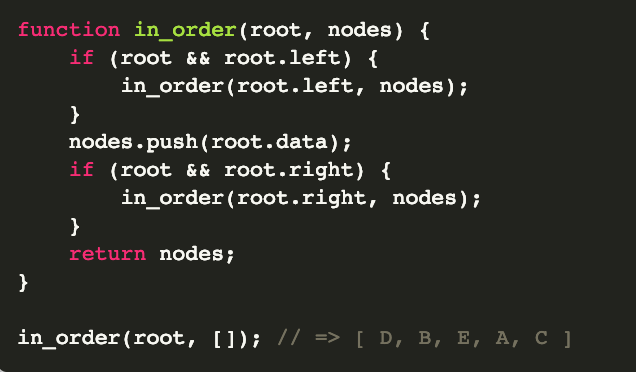 function in_order(root, nodes) {
    if (root && root.left) {
        in_order(root.left, nodes);
    }
    nodes.push(root.data);
    if (root && root.right) {
        in_order(root.right, nodes);
    }
    return nodes;
}

in_order(root, []); // => [ D, B, E, A, C ]